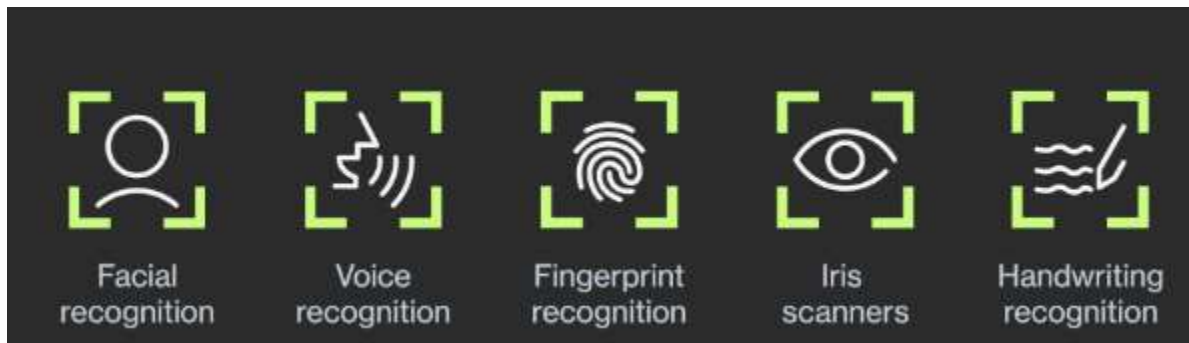 Facial
recognition
Voice
recognition
Fingerprint
recognition
Iris
scanners
Handwriting
recognition